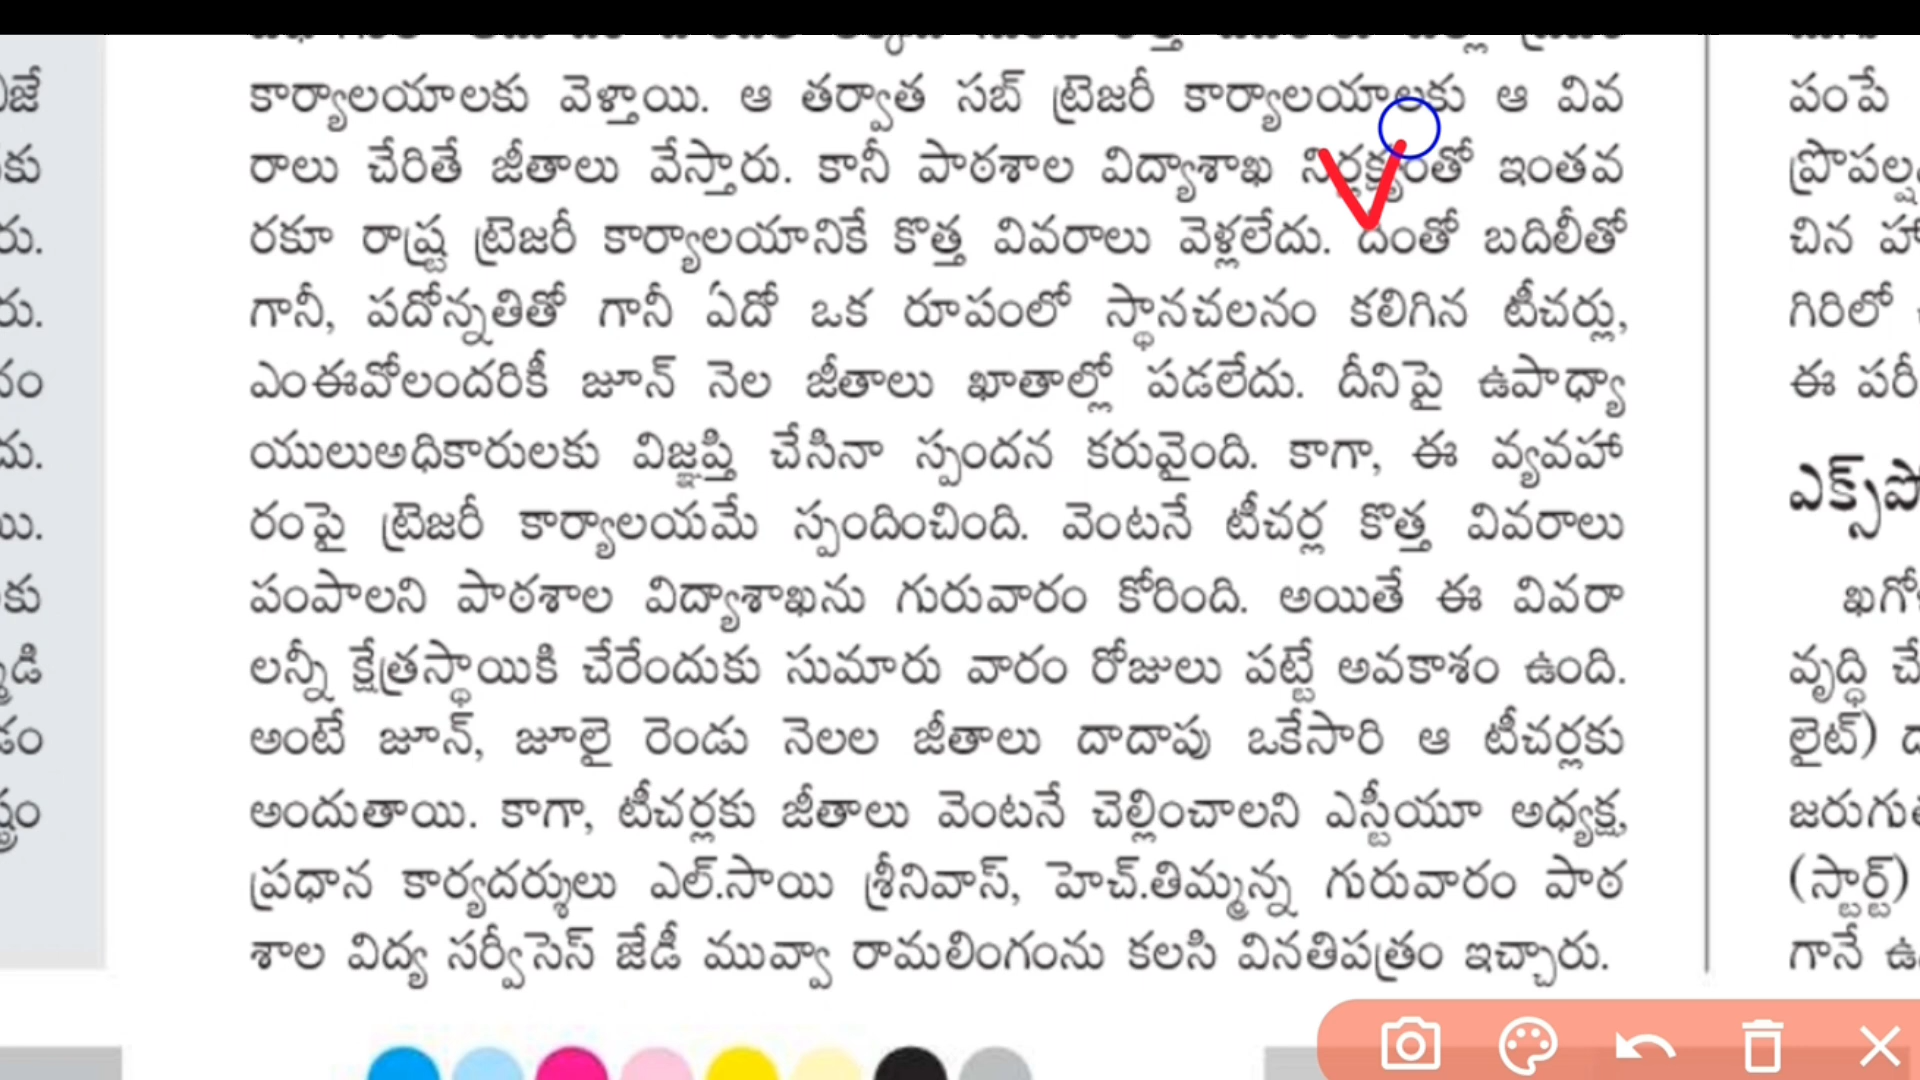 కార్యాలయాలకు వెళ్తాయి. ఆ తర్వాత సబ్ ట్రెజరీ కార్యాలయాలకు ఆ వివ
రాలు చేరితే జీతాలు వేస్తారు. కానీ పాఠశాల విద్యాశాఖ నిర్లక్ష్యంతో ఇంతవ
రకూ రాష్ట్ర ట్రెజరీ కార్యాలయానికే కొత్త వివరాలు వెళ్లలేదు. దీంతో బదిలీతో
గానీ, పదోన్నతితో గానీ ఏదో ఒక రూపంలో స్థానచలనం కలిగిన టీచర్లు,
ఎంఈవోలందరికీ జూన్ నెల జీతాలు ఖాతాల్లో పడలేదు. దీనిపై ఉపాధ్యా
యులుఅధికారులకు విజ్ఞప్తి చేసినా స్పందన కరువైంది. కాగా, ఈ వ్యవహా
రంపై ట్రెజరీ కార్యాలయమే స్పందించింది. వెంటనే టీచర్ల కొత్త వివరాలు
పంపాలని పాఠశాల విద్యాశాఖను గురువారం కోరింది. అయితే ఈ వివరా
లన్నీ క్షేత్రస్థాయికి చేరేందుకు సుమారు వారం రోజులు పట్టే అవకాశం ఉంది.
అంటే జూన్, జూలై రెండు నెలల జీతాలు దాదాపు ఒకేసారి ఆ టీచర్లకు
అందుతాయి. కాగా, టీచర్లకు జీతాలు వెంటనే చెల్లించాలని ఎస్టీయూ అధ్యక్ష,
ప్రధాన కార్యదర్శులు ఎల్.సాయి శ్రీనివాస్, హెచ్.తిమ్మన్న గురువారం పాఠ
శాల విద్య సర్వీసెస్ జేడీ మువ్వా రామలింగంను కలసి వినతిపత్రం ఇచ్చారు.
పంపే
చిన
గిరిలో
ఈ
వృద్ధి
లైట్)
(స్టార్ట్)
గానే